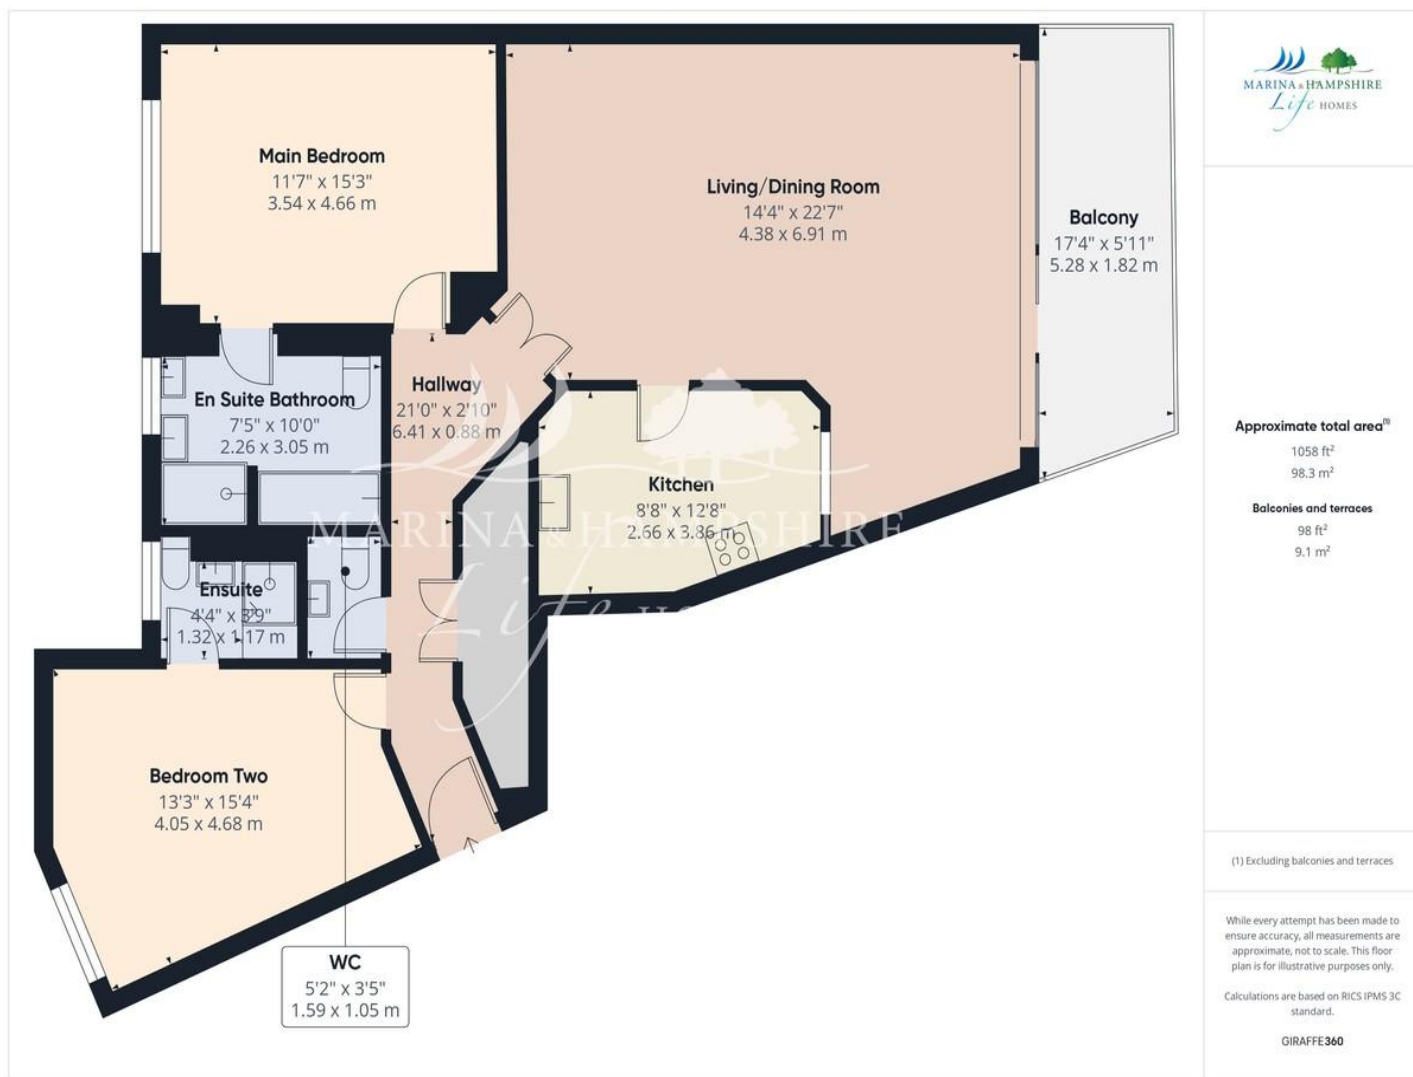 Main Bedroom
11'7" x 15'3"
3.54 x 4.66 m
Living/Dining Room
14'4" x 22'7"
4.38 x 6.91 m
Balcony
17'4" x 5'11"
5.28 x 1.82 m
Hallway
21'0" x 2'10"
6.41 x 0.88 m
En Suite Bathroom
7'5" x 10'0"
2.26 x 3.05 m
Kitchen
8'8" x 12'8"
2.66 x 3.86 m
MARINA & HAMPSHIRE
Life HO
Ensuite
4'4" x 3'9"
1.32 x 1.17 m
Bedroom Two
13'3" x 15'4"
4.05 x 4.68 m
WC
5'2" x 3'5"
1.59 x 1.05 m
MARINA & HAMPSHIRE
Life HOMES
Approximate total area(1)
1058 ft²
98.3 m²
Balconies and terraces
98 ft²
9.1 m²
(1) Excluding balconies and terraces
While every attempt has been made to
ensure accuracy, all measurements are
approximate, not to scale. This floor
plan is for illustrative purposes only.
Calculations are based on RICS IPMS 3C
standard.
GIRAFFE360